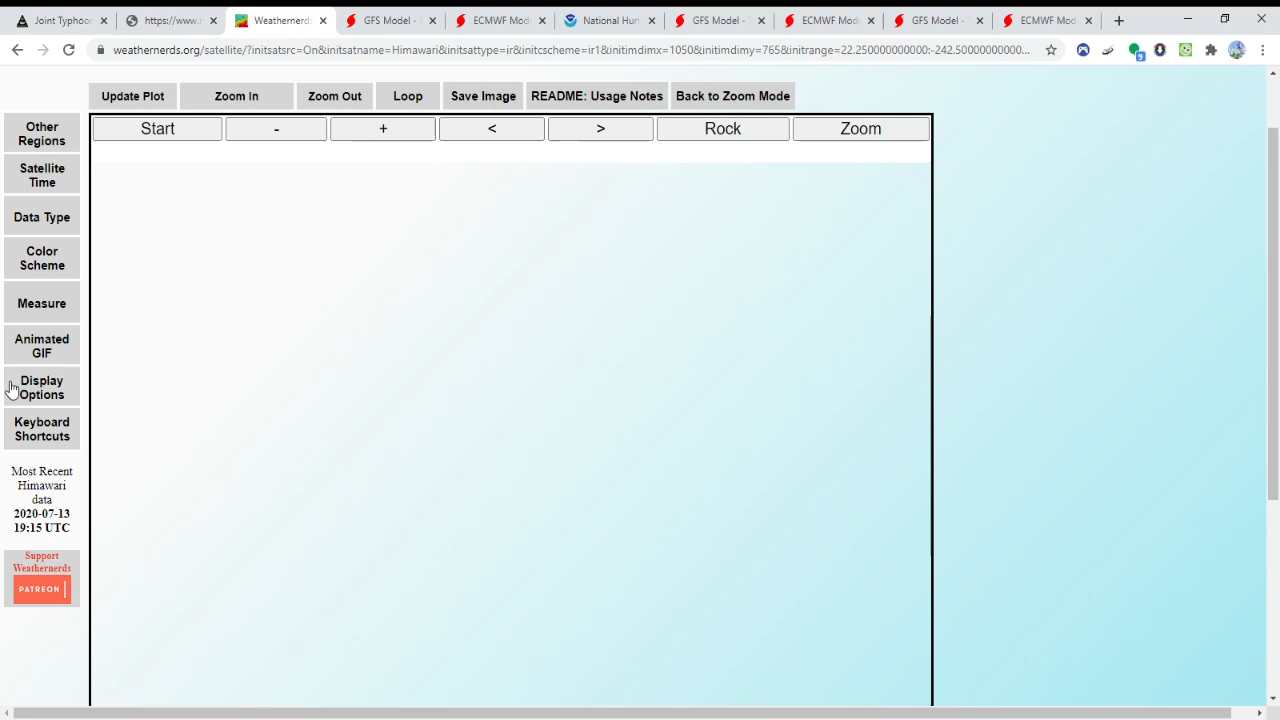 Joint Typhoo
https://www.r
Weathernerds
GFS Model -
ECMWF Mod
National Hurr
GFS Model - T
ECMWF Mod
GFS Model - T
ECMWF Mod
weathernerds.org/satellite/?initsatsrc=On&initsatname=Himawari&initsattype=ir&initcscheme=ir1&initimdimx=1050&initimdimy=765&initrange=22.250000000000:-242.50000000000...
9
Update Plot
Zoom In
Zoom Out
Loop
Save Image
README: Usage Notes
Back to Zoom Mode
Start
-
+
<
>
Rock
Zoom
Other
Regions
Satellite
Time
Data Type
Color
Scheme
Measure
Animated
GIF
Display
Options
Keyboard
Shortcuts
Most Recent
Himawari
data
2020-07-13
19:15 UTC
Support
Weathernerds
PATREON